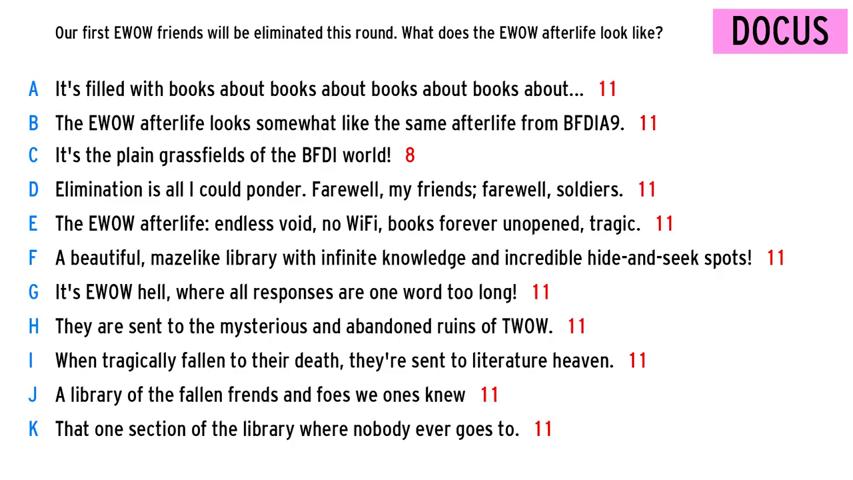 Our first EWOW friends will be eliminated this round. What does the EWOW afterlife look like?
DOCUS
A It's filled with books about books about books about books about... 11
B The EWOW afterlife looks somewhat like the same afterlife from BFDIA9. 11
C It's the plain grassfields of the BFDI world! 8
D Elimination is all I could ponder. Farewell, my friends; farewell, soldiers. 11
E The EWOW afterlife: endless void, no WiFi, books forever unopened, tragic. 11
F A beautiful, mazelike library with infinite knowledge and incredible hide-and-seek spots! 11
G It's EWOW hell, where all responses are one word too long! 11
H They are sent to the mysterious and abandoned ruins of TWOW. 11
I When tragically fallen to their death, they're sent to literature heaven. 11
J A library of the fallen frends and foes we ones knew 11
K That one section of the library where nobody ever goes to. 11